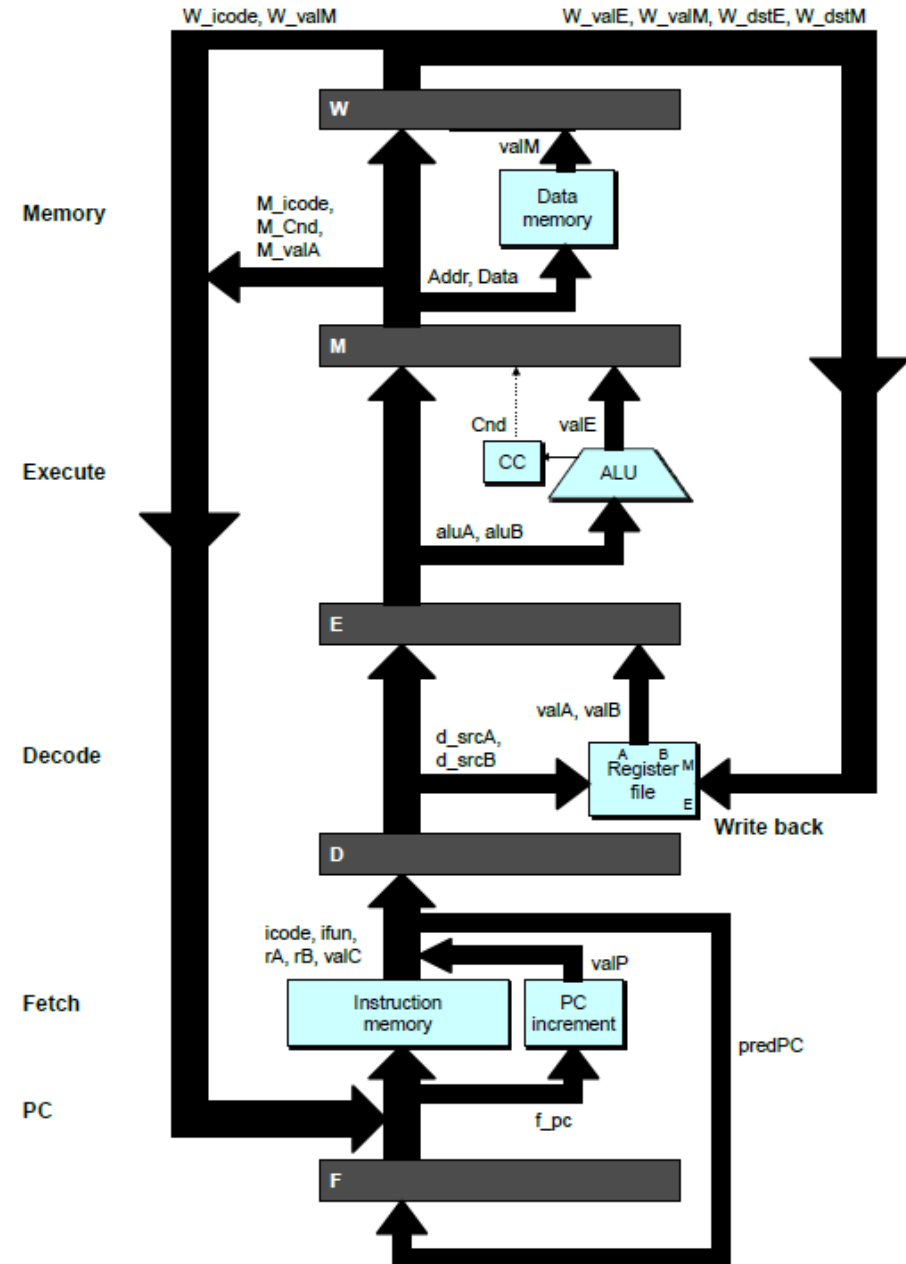 W_icode, W_valM
W_valE, W_valM, W_dstE, W_dstM
W
valM
Memory
M_icode,
M_Cnd,
M_valA
Data
memory
Addr, Data
M
Cnd
valE
Execute
CC
ALU
aluA, aluB
E
valA, valB
Decode
d_srcA,
d_srcB
A
B
M
Register
file
E
Write back
D
icode, ifun,
rA, rB, valC
valP
Fetch
Instruction
memory
PC
increment
predPC
PC
f_pc
F